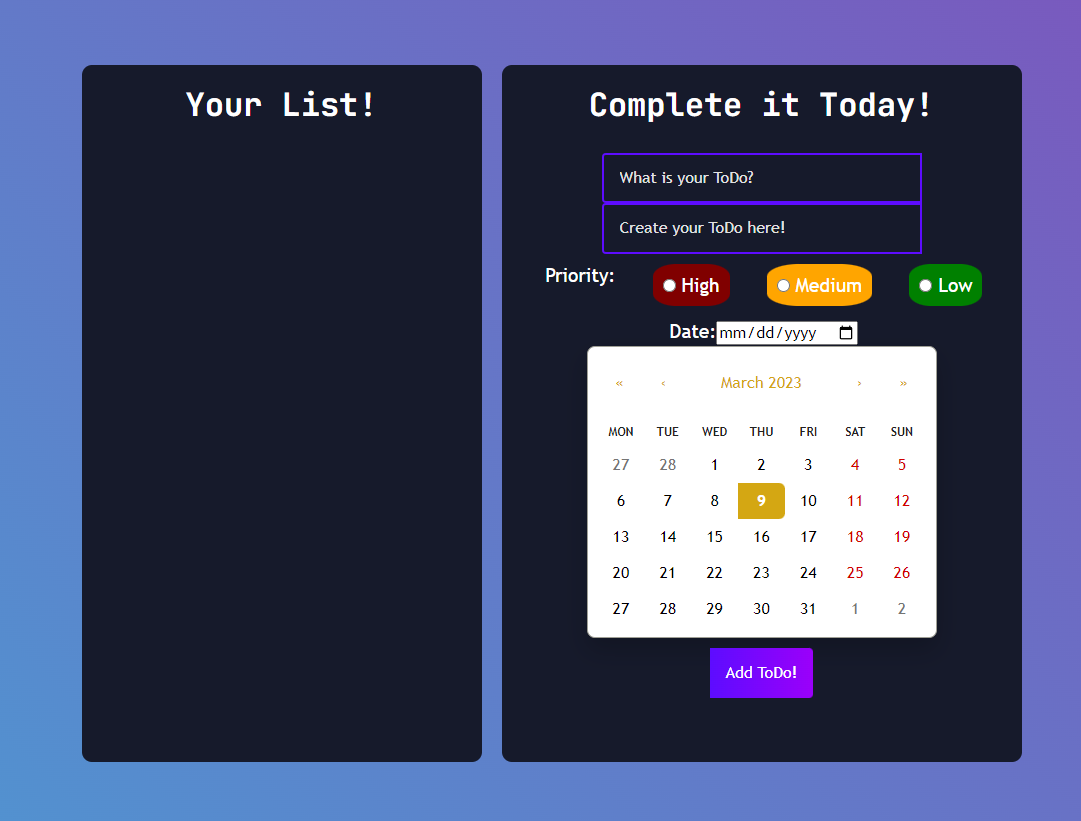 Your List!
Complete it Today!
What is your ToDo?
Create your ToDo here!
Priority: High Medium Low
Date: mm/dd/yyyy
« ‹ March 2023 › »
MON TUE WED THU FRI SAT SUN
27 28 1 2 3 4 5
6 7 8 9 10 11 12
13 14 15 16 17 18 19
20 21 22 23 24 25 26
27 28 29 30 31 1 2
Add ToDo!